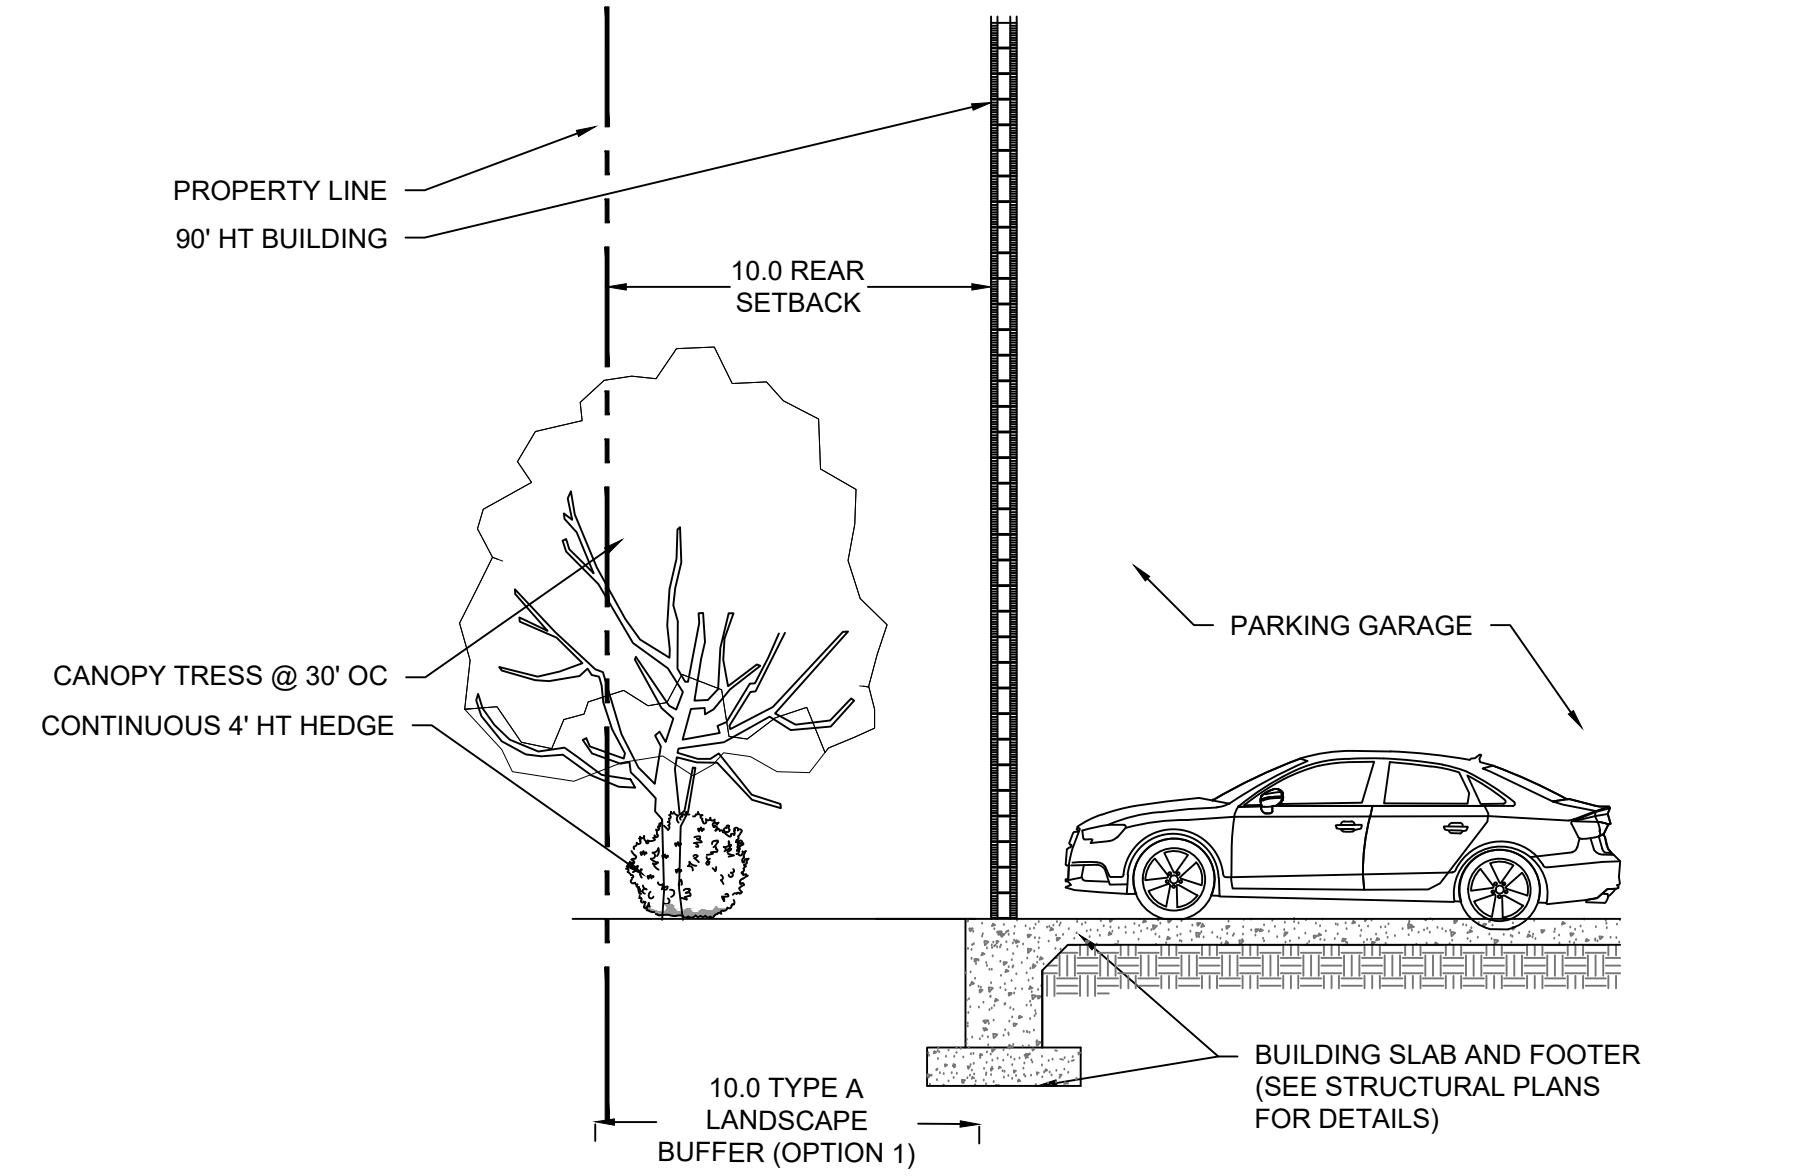 PROPERTY LINE
90' HT BUILDING
10.0 REAR
SETBACK
PARKING GARAGE
CANOPY TRESS @ 30' OC
CONTINUOUS 4' HT HEDGE
BUILDING SLAB AND FOOTER
(SEE STRUCTURAL PLANS
FOR DETAILS)
10.0 TYPE A
LANDSCAPE
BUFFER (OPTION 1)